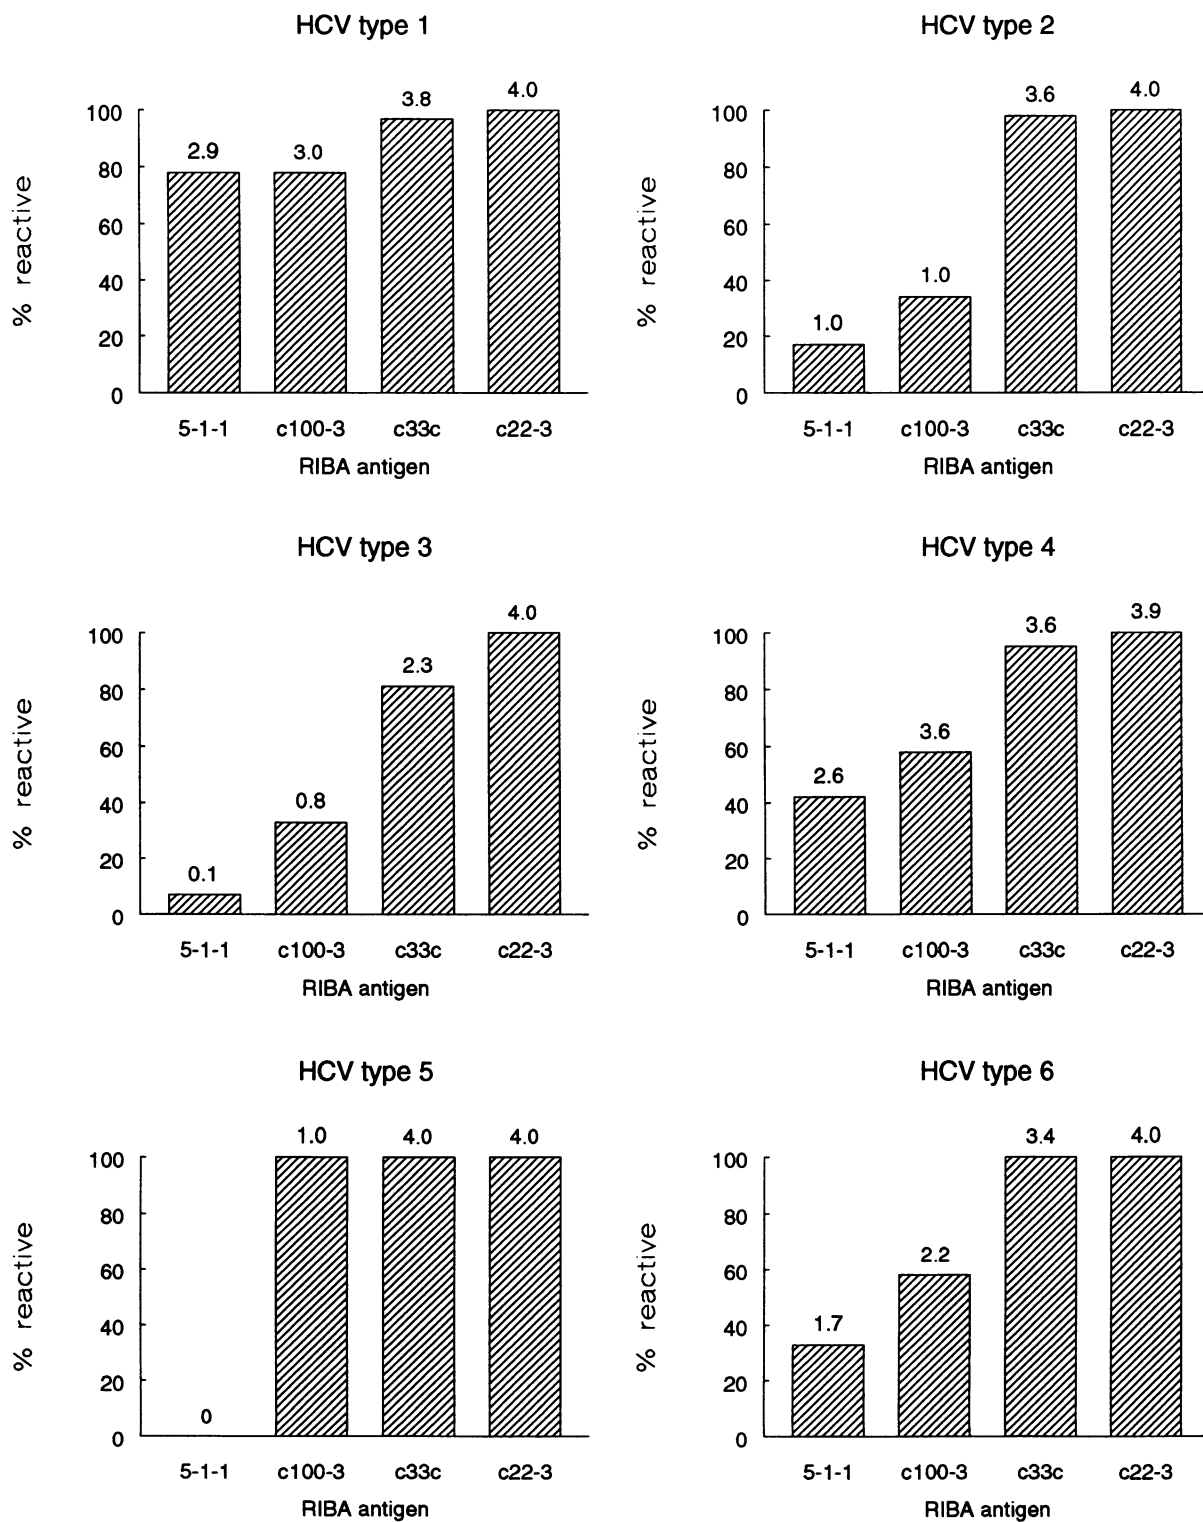 HCV type 1
% reactive
100
80
60
40
20
0
2.9
3.0
3.8
4.0
5-1-1 c100-3 c33c c22-3
RIBA antigen
HCV type 2
% reactive
100
80
60
40
20
0
1.0
1.0
3.6
4.0
5-1-1 c100-3 c33c c22-3
RIBA antigen
HCV type 3
% reactive
100
80
60
40
20
0
0.1
0.8
2.3
4.0
5-1-1 c100-3 c33c c22-3
RIBA antigen
HCV type 4
% reactive
100
80
60
40
20
0
2.6
3.6
3.6
3.9
5-1-1 c100-3 c33c c22-3
RIBA antigen
HCV type 5
% reactive
100
80
60
40
20
0
0
1.0
4.0
4.0
5-1-1 c100-3 c33c c22-3
RIBA antigen
HCV type 6
% reactive
100
80
60
40
20
0
1.7
2.2
3.4
4.0
5-1-1 c100-3 c33c c22-3
RIBA antigen